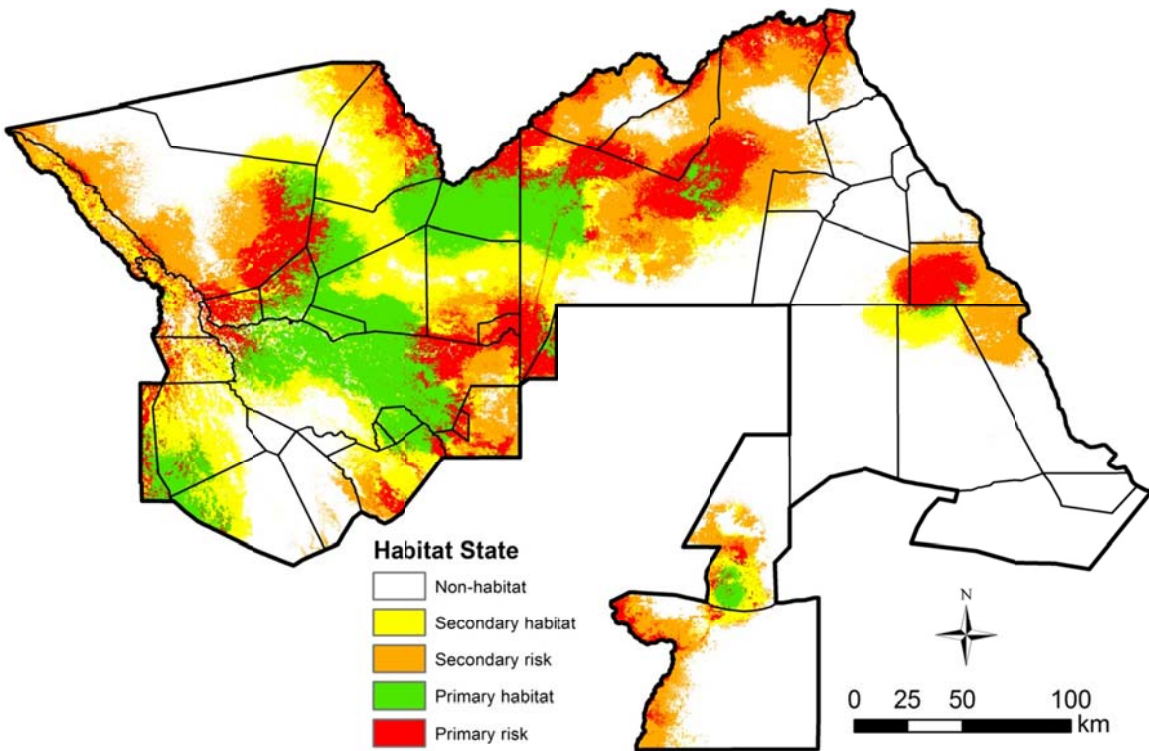 Habitat State
Non-habitat
Secondary habitat
Secondary risk
Primary habitat
Primary risk
N
0 25 50 100
km